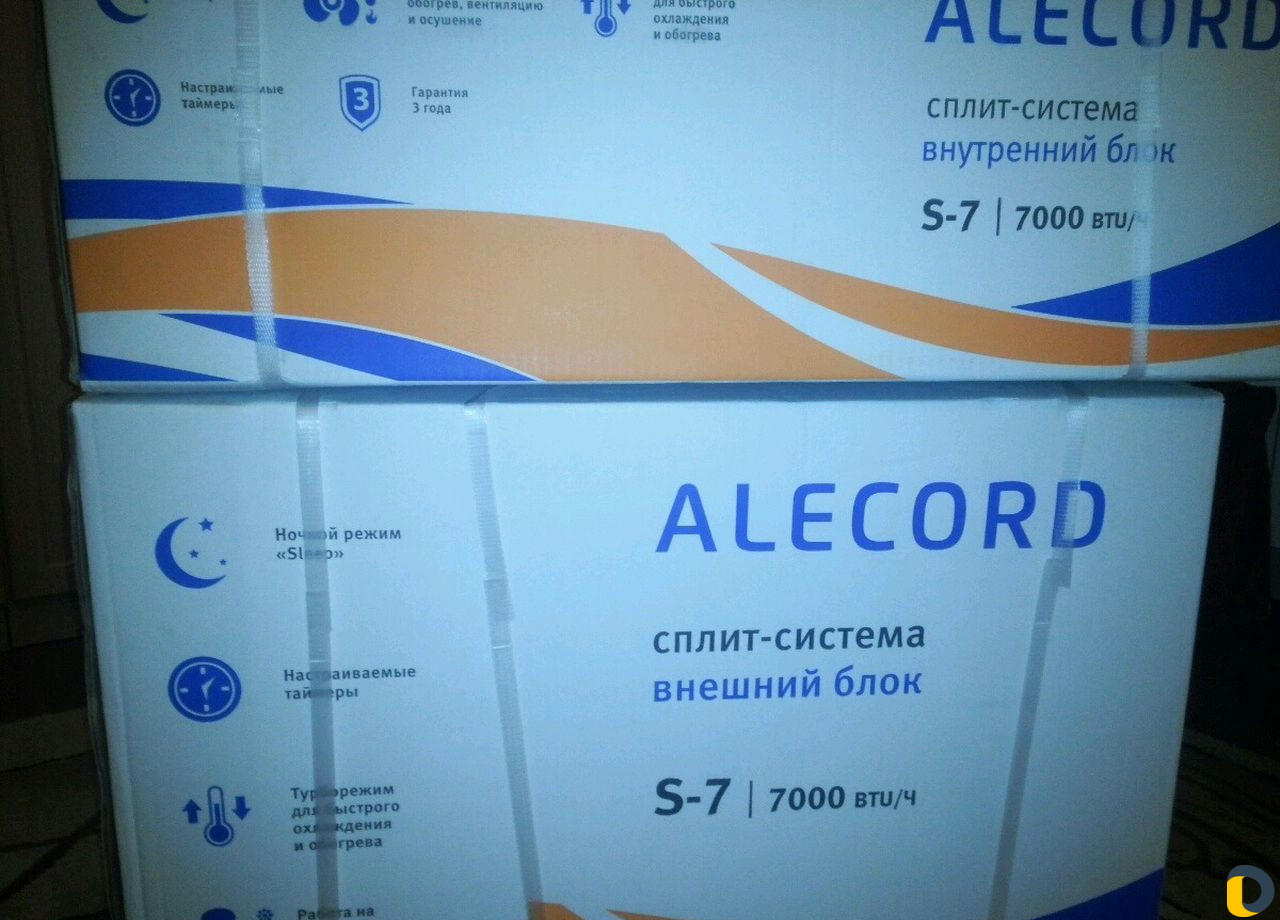 обогрев, вентиляцию
и осушение
для быстрого
охлаждения
и обогрева
ALECORD
Настраиваемые
таймеры
3
Гарантия
3 года
сплит-система
внутренний блок
S-7 | 7000 BTU/ч
ALECORD
Ночной режим
«Sleep»
сплит-система
внешний блок
Настраиваемые
таймеры
S-7 | 7000 BTU/ч
Турборежим
для быстрого
охлаждения
и обогрева
Работа на